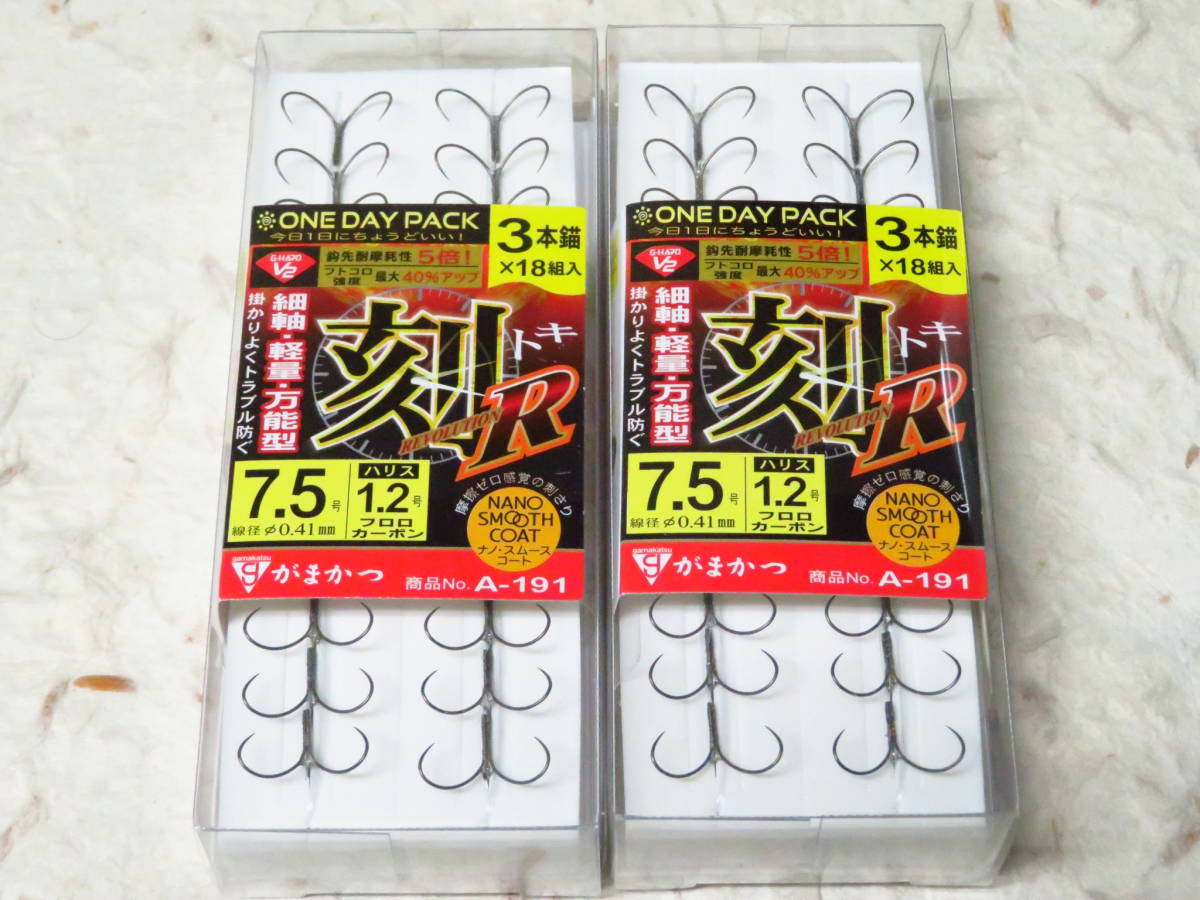 ONE DAY PACK
今日1日にちょうどいい！
3本錨
×18組入
G-HARD
V2
鈎先耐摩耗性 5倍！
フトコロ強度 最大40%アップ
細軸・軽量・万能型
掛かりよくトラブル防ぐ
刻
トキ
REVOLUTION
R
7.5号
線径φ0.41mm
ハリス
1.2号
フロロ
カーボン
摩擦ゼロ感覚の刺さり
NANO
SMOOTH
COAT
ナノ・スムース
コート
gamakatsu
がまかつ
商品No. A-191
ONE DAY PACK
今日1日にちょうどいい！
3本錨
×18組入
G-HARD
V2
鈎先耐摩耗性 5倍！
フトコロ強度 最大40%アップ
細軸・軽量・万能型
掛かりよくトラブル防ぐ
刻
トキ
REVOLUTION
R
7.5号
線径φ0.41mm
ハリス
1.2号
フロロ
カーボン
摩擦ゼロ感覚の刺さり
NANO
SMOOTH
COAT
ナノ・スムース
コート
gamakatsu
がまかつ
商品No. A-191